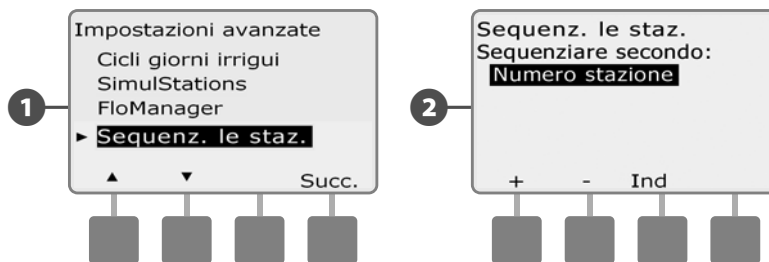 1
Impostazioni avanzate
Cicli giorni irrigui
SimulStations
FloManager
► Sequenz. le staz.
▲ ▼ Succ.
2
Sequenz. le staz.
Sequenziare secondo:
Numero stazione
+ - Ind